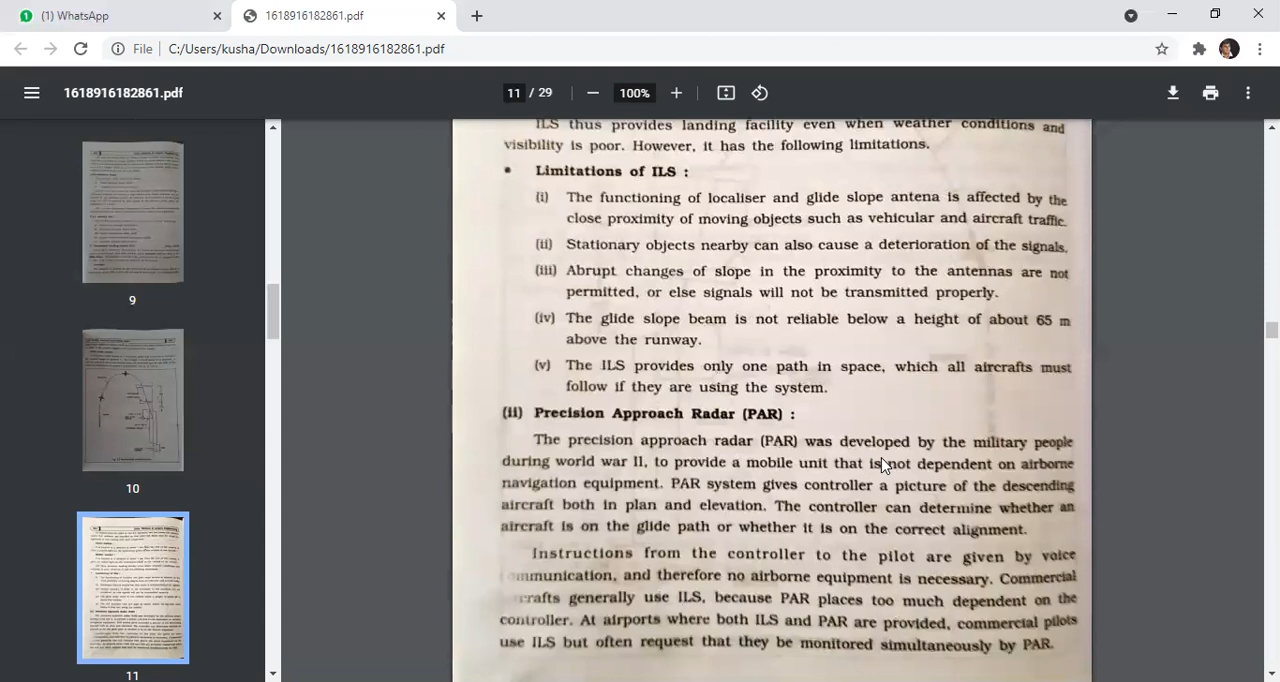 (1) WhatsApp
1618916182861.pdf
File
C:/Users/kusha/Downloads/1618916182861.pdf
1618916182861.pdf
11 / 29
100%
9
10
11
ILS thus provides landing facility even when weather conditions and
visibility is poor. However, it has the following limitations.
• Limitations of ILS :
(i) The functioning of localiser and glide slope antena is affected by the
close proximity of moving objects such as vehicular and aircraft traffic.
(ii) Stationary objects nearby can also cause a deterioration of the signals.
(iii) Abrupt changes of slope in the proximity to the antennas are not
permitted, or else signals will not be transmitted properly.
(iv) The glide slope beam is not reliable below a height of about 65 m
above the runway.
(v) The ILS provides only one path in space, which all aircrafts must
follow if they are using the system.
(ii) Precision Approach Radar (PAR) :
The precision approach radar (PAR) was developed by the military people
during world war II, to provide a mobile unit that is not dependent on airborne
navigation equipment. PAR system gives controller a picture of the descending
aircraft both in plan and elevation. The controller can determine whether an
aircraft is on the glide path or whether it is on the correct alignment.
Instructions from the controller to the pilot are given by voice
and therefore no airborne equipment is necessary. Commercial
generally use ILS, because PAR places too much dependent on the
controller. At airports where both ILS and PAR are provided, commercial pilots
use ILS but often request that they be monitored simultaneously by PAR.